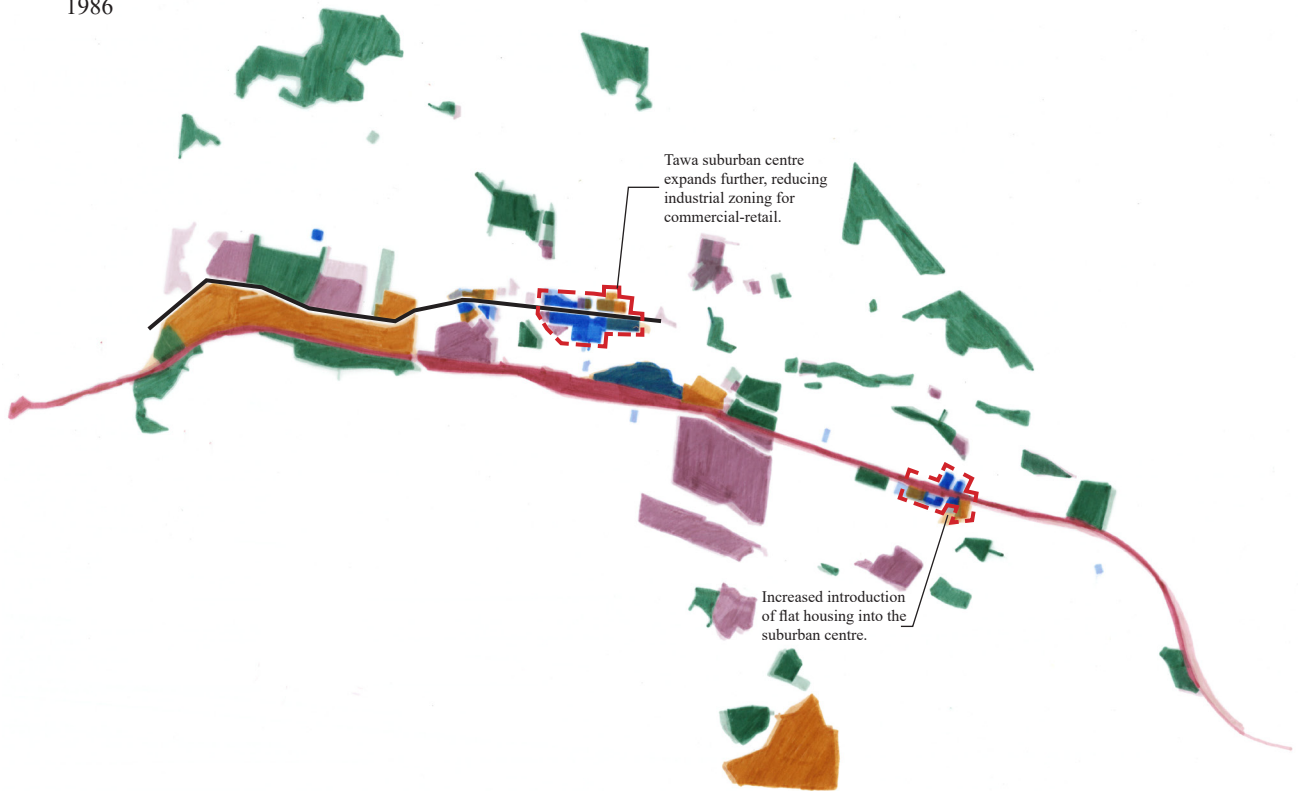 1986
Tawa suburban centre
expands further, reducing
industrial zoning for
commercial-retail.
Increased introduction
of flat housing into the
suburban centre.